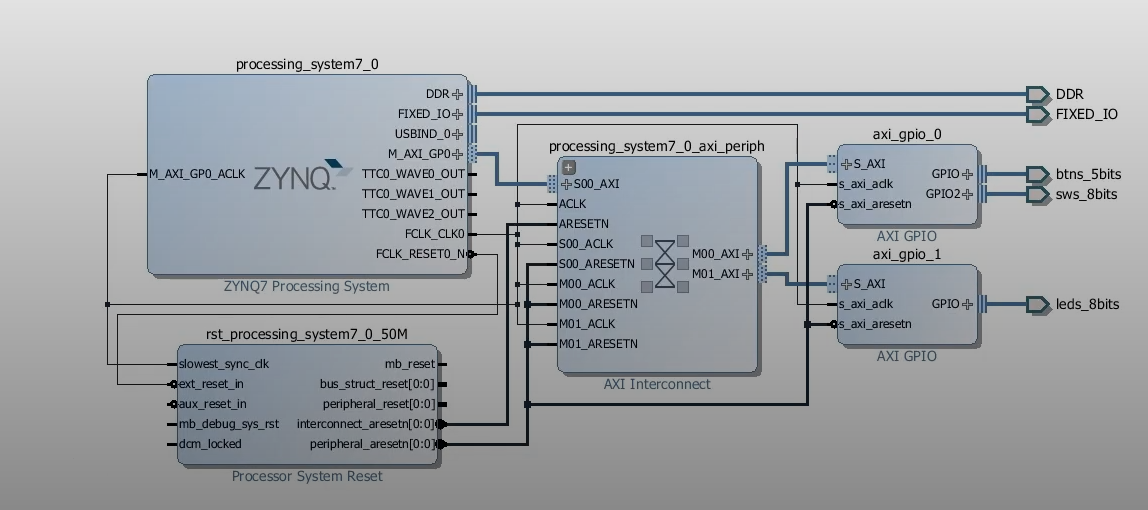 processing_system7_0
DDR
FIXED_IO
USBIND_0
M_AXI_GP0
M_AXI_GP0_ACLK
ZYNQ
TTC0_WAVE0_OUT
TTC0_WAVE1_OUT
TTC0_WAVE2_OUT
FCLK_CLK0
FCLK_RESET0_N
ZYNQ7 Processing System
rst_processing_system7_0_50M
slowest_sync_clk
ext_reset_in
aux_reset_in
mb_debug_sys_rst
dcm_locked
mb_reset
bus_struct_reset[0:0]
peripheral_reset[0:0]
interconnect_aresetn[0:0]
peripheral_aresetn[0:0]
Processor System Reset
processing_system7_0_axi_periph
S00_AXI
ACLK
ARESETN
S00_ACLK
S00_ARESETN
M00_ACLK
M00_ARESETN
M01_ACLK
M01_ARESETN
M00_AXI
M01_AXI
AXI Interconnect
axi_gpio_0
S_AXI
s_axi_aclk
s_axi_aresetn
GPIO
GPIO2
AXI GPIO
axi_gpio_1
S_AXI
s_axi_aclk
s_axi_aresetn
GPIO
AXI GPIO
DDR
FIXED_IO
btns_5bits
sws_8bits
leds_8bits